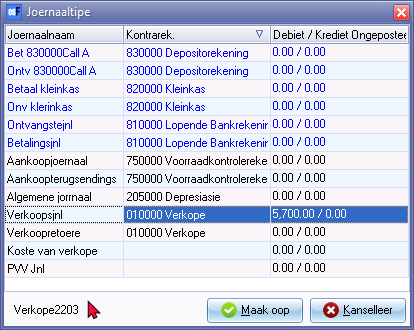 Joernaaltipe
Joernaalnaam Kontrarek. Debiet / Krediet Ongepostee
Bet 830000Call A 830000 Depositorekening 0.00 / 0.00
Ontv 830000Call A 830000 Depositorekening 0.00 / 0.00
Betaal kleinkas 820000 Kleinkas 0.00 / 0.00
Onv klerinkas 820000 Kleinkas 0.00 / 0.00
Ontvangstejnl 810000 Lopende Bankrekenin 0.00 / 0.00
Betalingsjnl 810000 Lopende Bankrekenin 0.00 / 0.00
Aankoopjoernaal 750000 Voorraadkontrolereke 0.00 / 0.00
Aankoopterugsendings 750000 Voorraadkontrolereke 0.00 / 0.00
Algemene jorrnaal 205000 Depresiasie 0.00 / 0.00
Verkoopsjnl 010000 Verkope 5,700.00 / 0.00
Verkoopretoere 010000 Verkope 0.00 / 0.00
Koste van verkope 0.00 / 0.00
PVV Jnl 0.00 / 0.00
Verkope2203 Maak oop Kanselleer